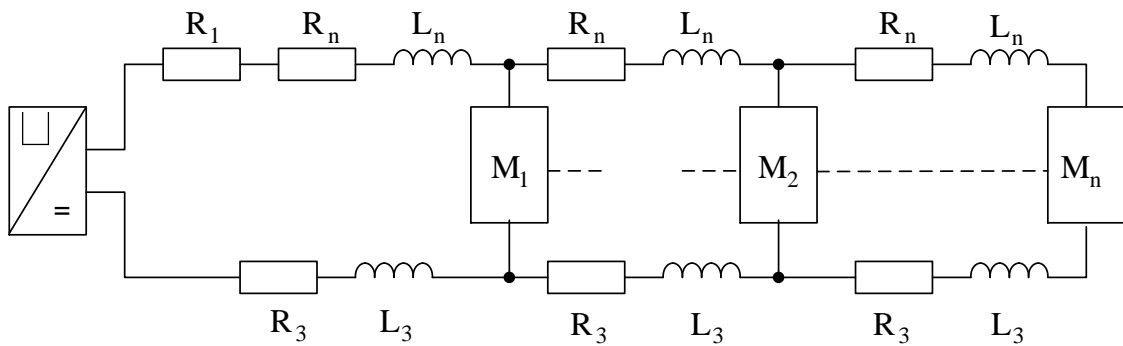 R1 Rn Ln Rn Ln Rn Ln
=
M1 M2 Mn
R3 L3 R3 L3 R3 L3